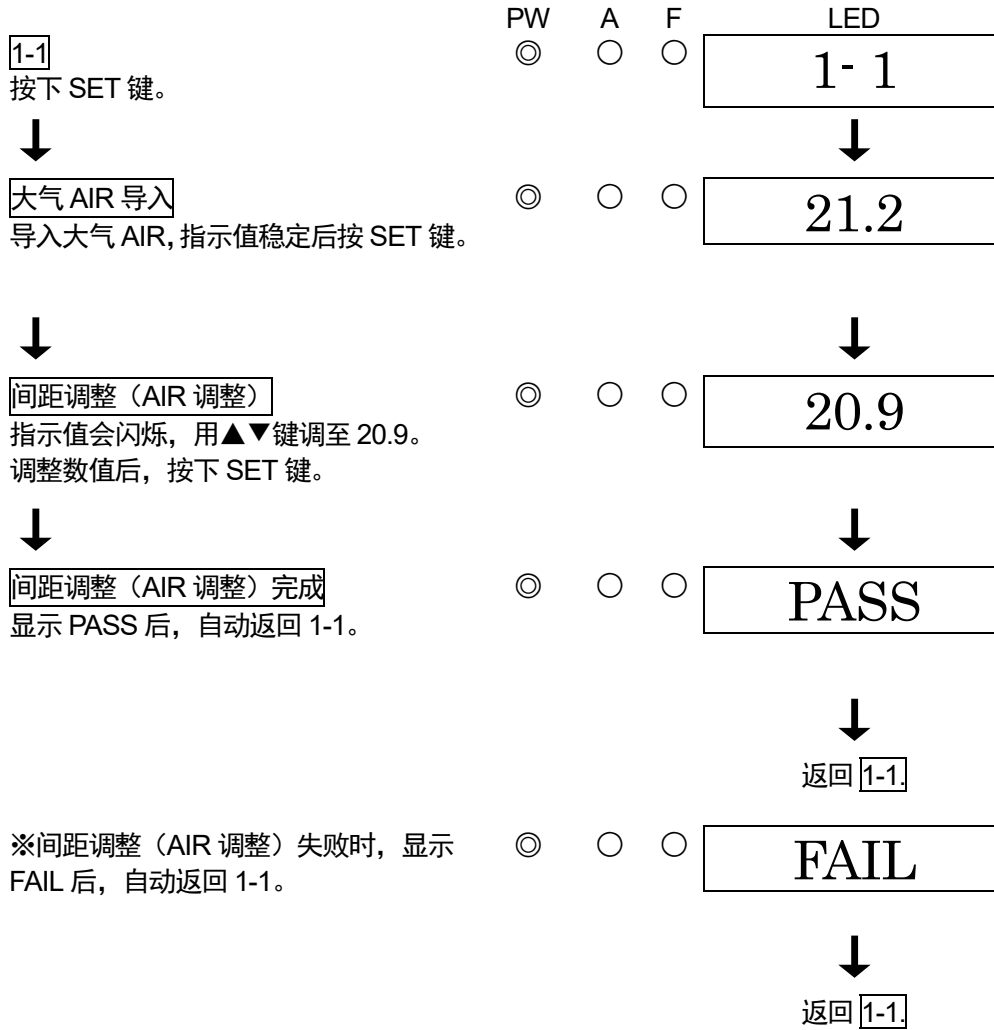 PW A F LED
1-1 ◎ ○ ○ 1- 1
按下 SET 键。
↓ ↓
大气 AIR 导入 ◎ ○ ○ 21.2
导入大气 AIR，指示值稳定后按 SET 键。
↓ ↓
间距调整（AIR 调整） ◎ ○ ○ 20.9
指示值会闪烁，用▲▼键调至 20.9。
调整数值后，按下 SET 键。
↓ ↓
间距调整（AIR 调整）完成 ◎ ○ ○ PASS
显示 PASS 后，自动返回 1-1。
↓
返回 1-1.
※间距调整（AIR 调整）失败时，显示 ◎ ○ ○ FAIL
FAIL 后，自动返回 1-1。
↓
返回 1-1.